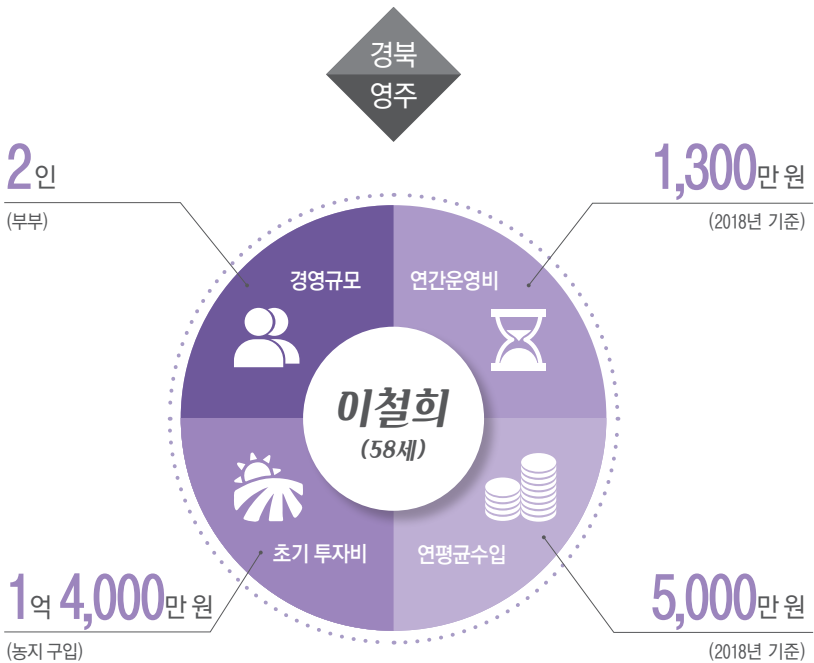 경북
영주
2인
(부부)
1,300만 원
(2018년 기준)
경영규모
연간운영비
이철희
(58세)
초기 투자비
연평균수입
1억 4,000만 원
(농지 구입)
5,000만 원
(2018년 기준)